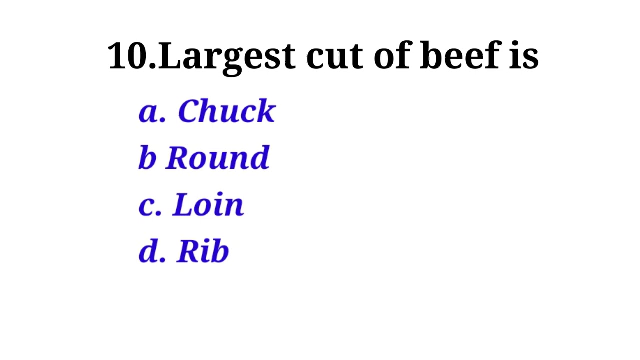 10.Largest cut of beef is
a. Chuck
b Round
c. Loin
d. Rib